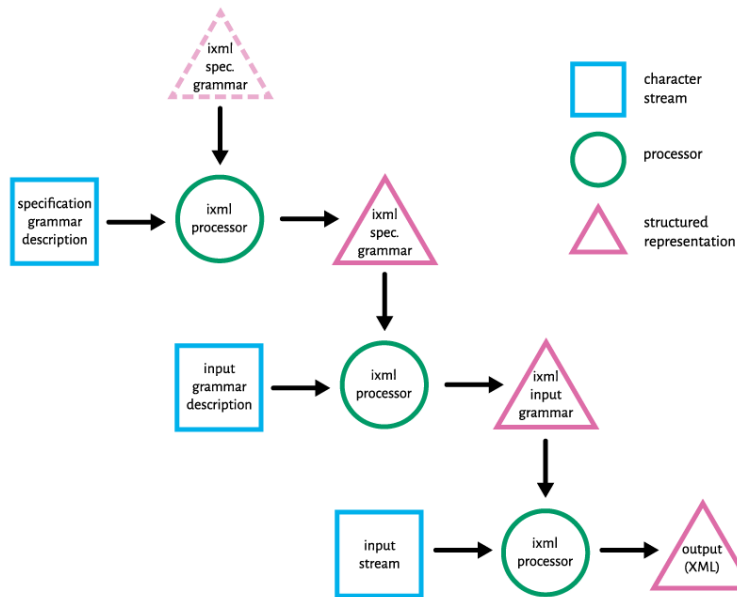 ixml
spec.
grammar
character
stream
processor
specification
grammar
description
ixml
processor
ixml
spec.
grammar
structured
representation
input
grammar
description
ixml
processor
ixml
input
grammar
input
stream
ixml
processor
output
(XML)